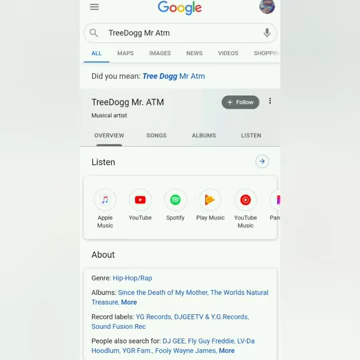 Google
TreeDogg Mr Atm
ALL MAPS IMAGES NEWS VIDEOS SHOPPIN
Did you mean: Tree Dogg Mr Atm
TreeDogg Mr. ATM
+ Follow
Musical artist
OVERVIEW SONGS ALBUMS LISTEN
Listen
Apple Music
YouTube
Spotify
Play Music
YouTube Music
Pan
About
Genre: Hip-Hop/Rap
Albums: Since the Death of My Mother, The Worlds Natural
Treasure, More
Record labels: YG Records, DJGEETV & Y.G.Records,
Sound Fusion Rec
People also search for: DJ GEE, Fly Guy Freddie, LV-Da
Hoodlum, YGR Fam., Fooly Wayne James, More